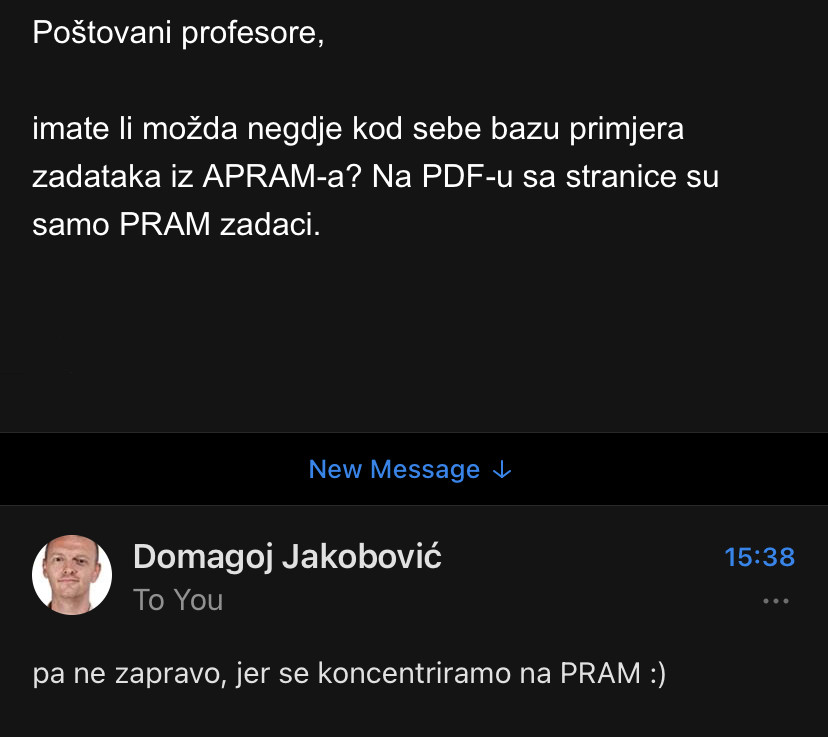 Poštovani profesore,
imate li možda negdje kod sebe bazu primjera
zadataka iz APRAM-a? Na PDF-u sa stranice su
samo PRAM zadaci.
New Message ↓
Domagoj Jakobović
15:38
To You
...
pa ne zapravo, jer se koncentriramo na PRAM :)